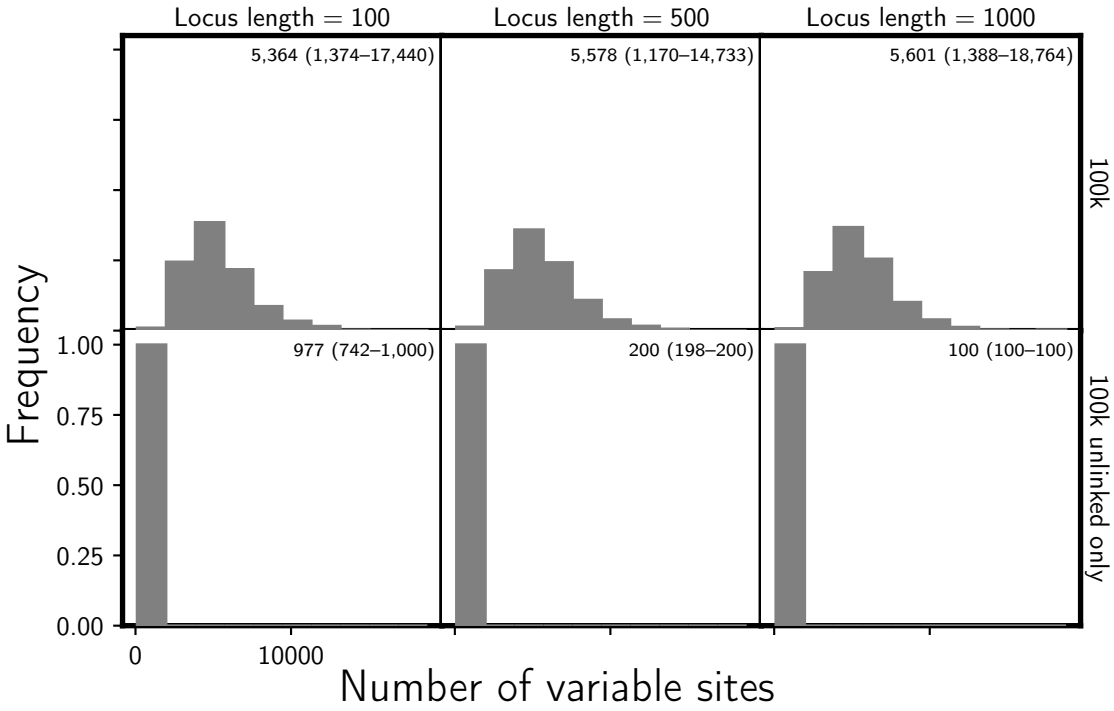 Locus length = 100
Locus length = 500
Locus length = 1000
5,364 (1,374–17,440)
5,578 (1,170–14,733)
5,601 (1,388–18,764)
100k
Frequency
977 (742–1,000)
200 (198–200)
100 (100–100)
100k unlinked only
1.00
0.75
0.50
0.25
0.00
0
10000
Number of variable sites